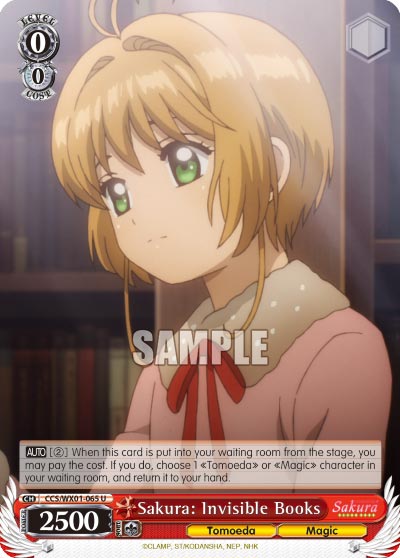 LEVEL
0
0
COST
SAMPLE
AUTO [②] When this card is put into your waiting room from the stage, you
may pay the cost. If you do, choose 1 «Tomoeda» or «Magic» character
in your waiting room, and return it to your hand.
CH CCS/WX01-065 U
Sakura: Invisible Books Sakura
2500 Tomoeda Magic
©CLAMP, ST/KODANSHA, NEP, NHK